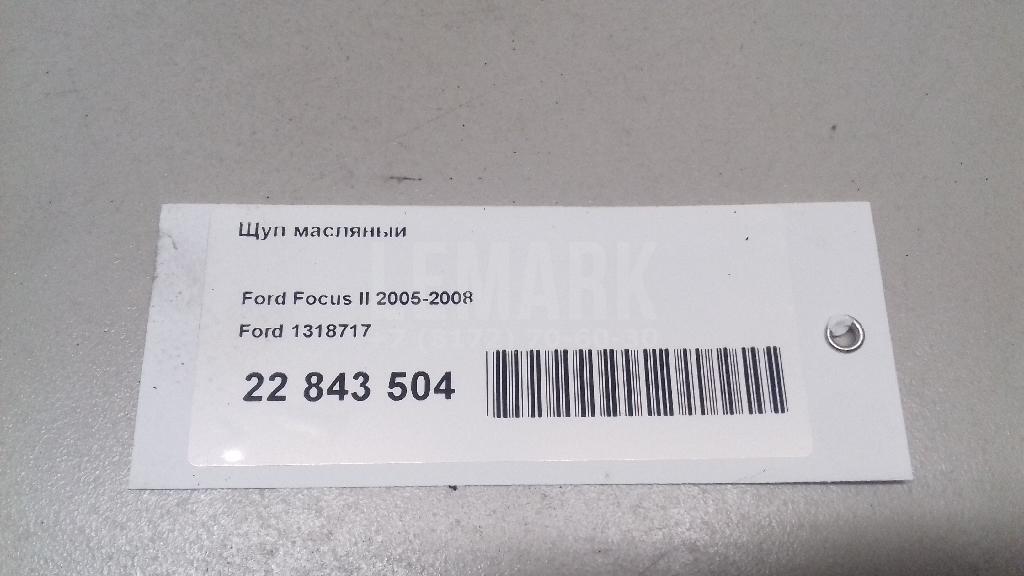 Щуп масляный
LEMARK
Ford Focus II 2005-2008
Ford 1318717
22 843 504